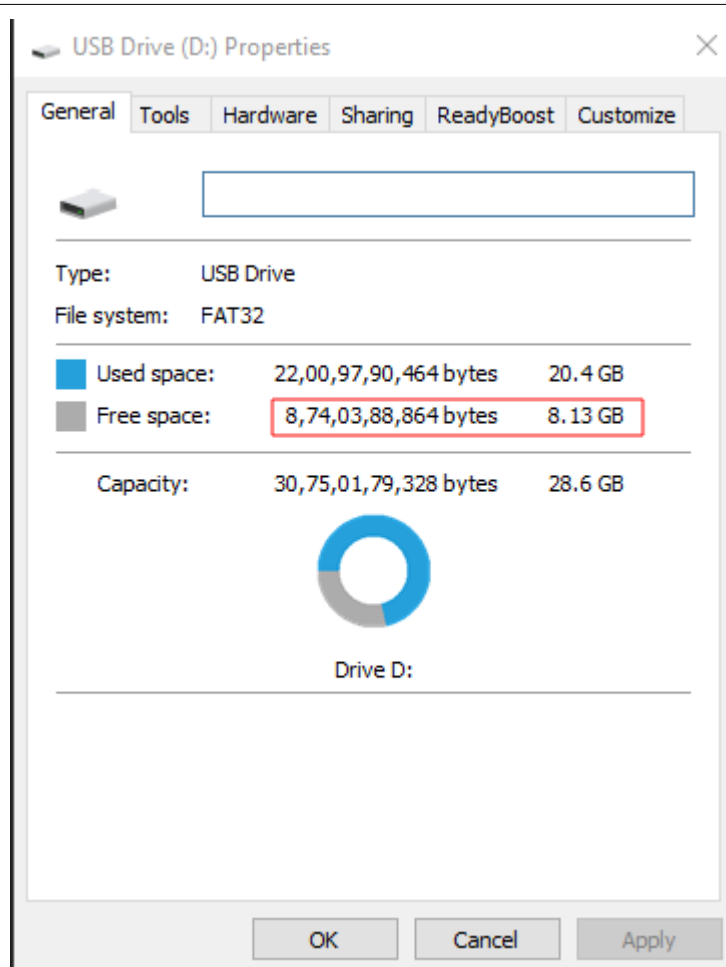 USB Drive (D:) Properties
General Tools Hardware Sharing ReadyBoost Customize
Type: USB Drive
File system: FAT32
Used space: 22,00,97,90,464 bytes 20.4 GB
Free space: 8,74,03,88,864 bytes 8.13 GB
Capacity: 30,75,01,79,328 bytes 28.6 GB
Drive D:
OK Cancel Apply